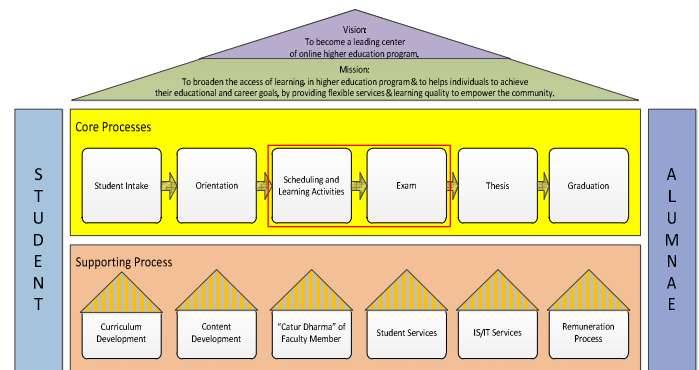 Vision:
To become a leading center
of online higher education program.
Mission:
To broaden the access of learning, in higher education program & to helps individuals to achieve
their educational and career goals, by providing flexible services & learning quality to empower the community.
STUDENT
Core Processes
Student Intake
Orientation
Scheduling and
Learning Activities
Exam
Thesis
Graduation
Supporting Process
Curriculum
Development
Content
Development
“Catur Dharma” of
Faculty Member
Student Services
IS/IT Services
Remuneration
Process
ALUMNAE